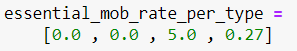 essential_mob_rate_per_type =
[0.0 , 0.0 , 5.0 , 0.27]